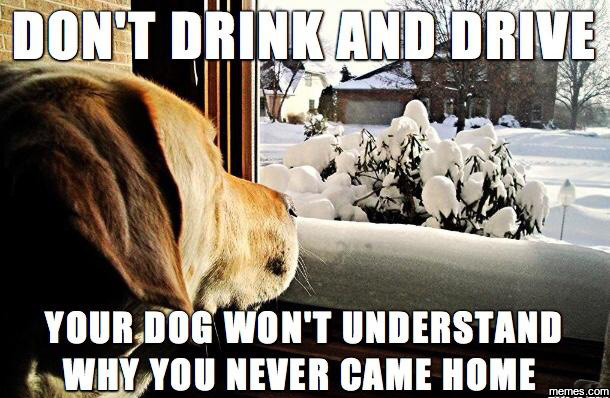 DON'T DRINK AND DRIVE
YOUR DOG WON'T UNDERSTAND
WHY YOU NEVER CAME HOME
memes.com